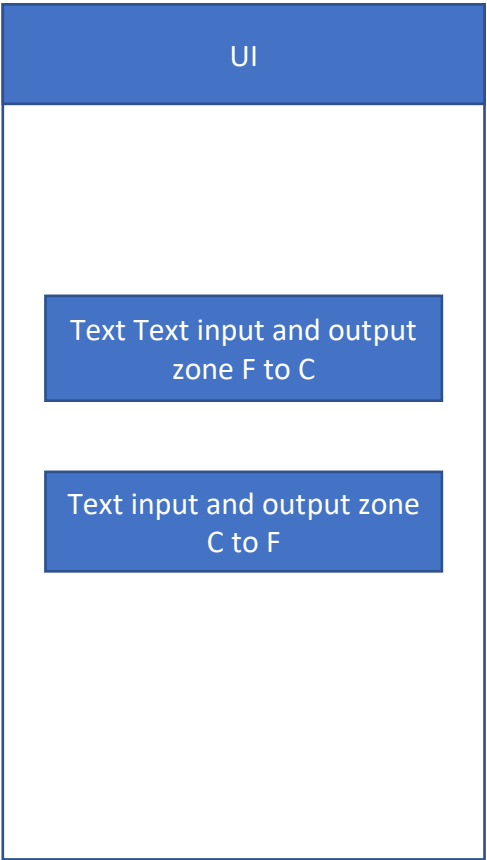 UI
Text Text input and output
zone F to C
Text input and output zone
C to F